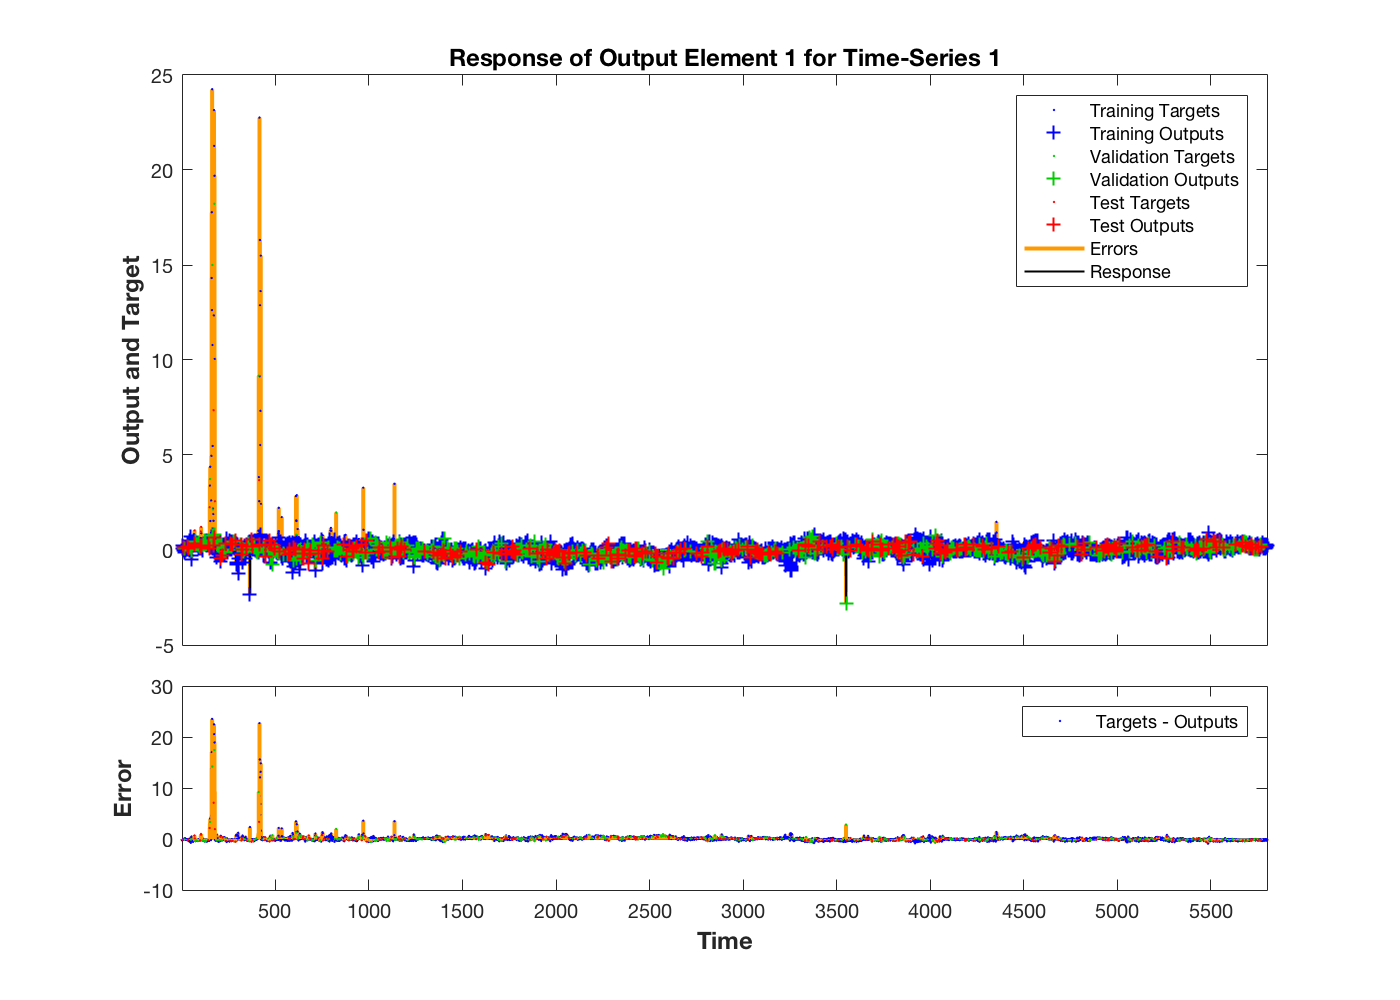 Response of Output Element 1 for Time-Series 1
25
20
15
10
5
0
-5
Output and Target
Training Targets
Training Outputs
Validation Targets
Validation Outputs
Test Targets
Test Outputs
Errors
Response
30
20
10
0
-10
Error
Targets - Outputs
500 1000 1500 2000 2500 3000 3500 4000 4500 5000 5500
Time